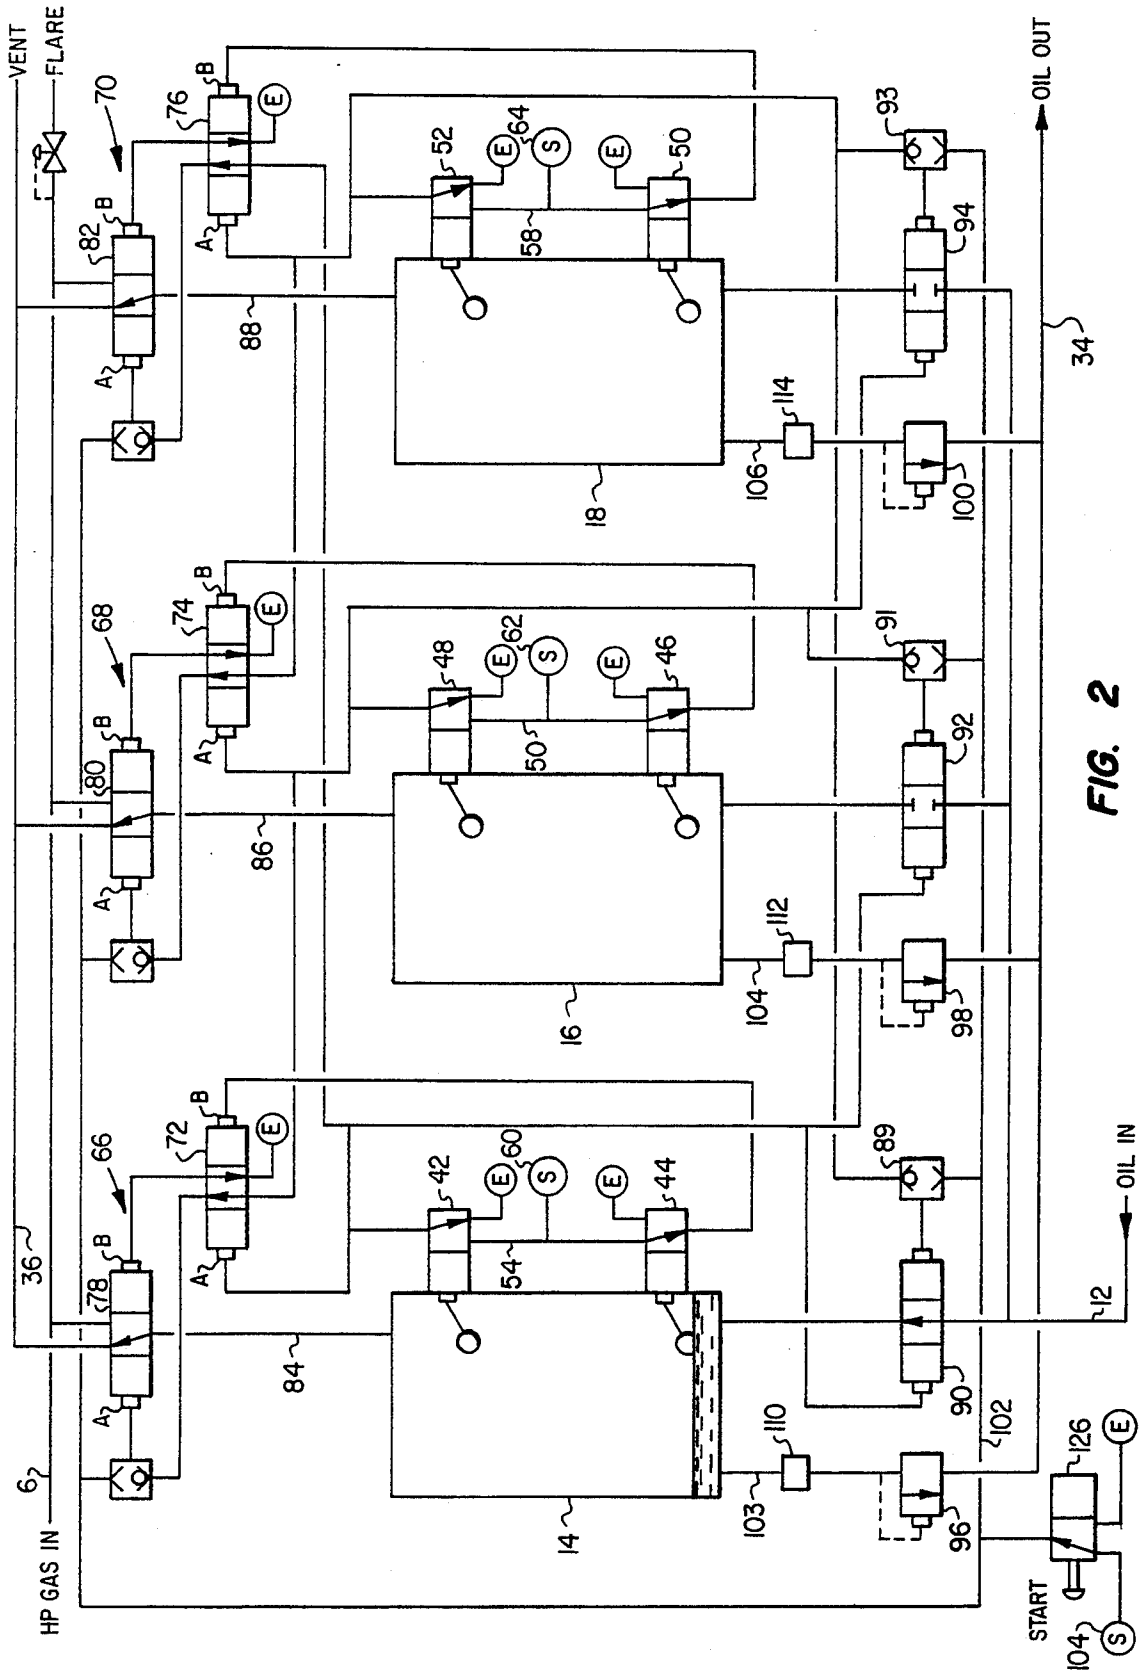 VENT
FLARE
36
6
HP GAS IN
66
68
70
78
80
82
A
B
A
B
A
B
72
74
76
A
B
A
B
A
B
E
E
E
84
86
88
42
48
52
E
E
E
60
62
64
S
S
S
54
50
58
E
E
E
44
46
50
14
16
18
103
104
106
110
112
114
89
91
93
96
90
98
92
100
94
102
12
34
OIL IN
OIL OUT
START
126
104
S
E
FIG. 2